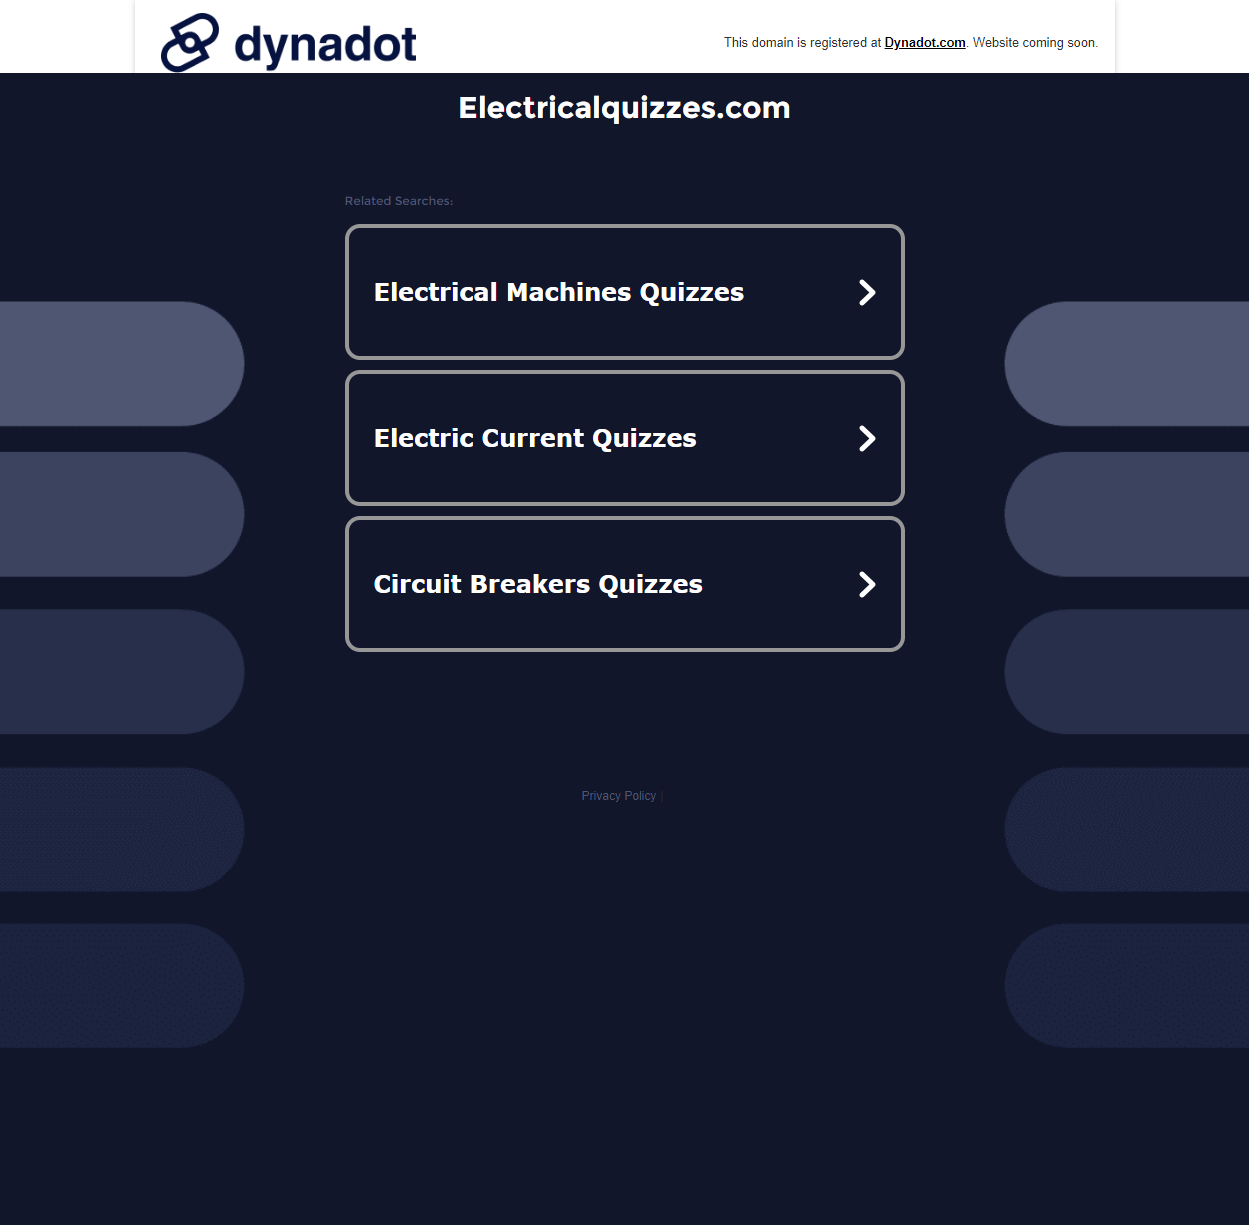 dynadot
This domain is registered at Dynadot.com. Website coming soon.
Electricalquizzes.com
Related Searches:
Electrical Machines Quizzes
Electric Current Quizzes
Circuit Breakers Quizzes
Privacy Policy |